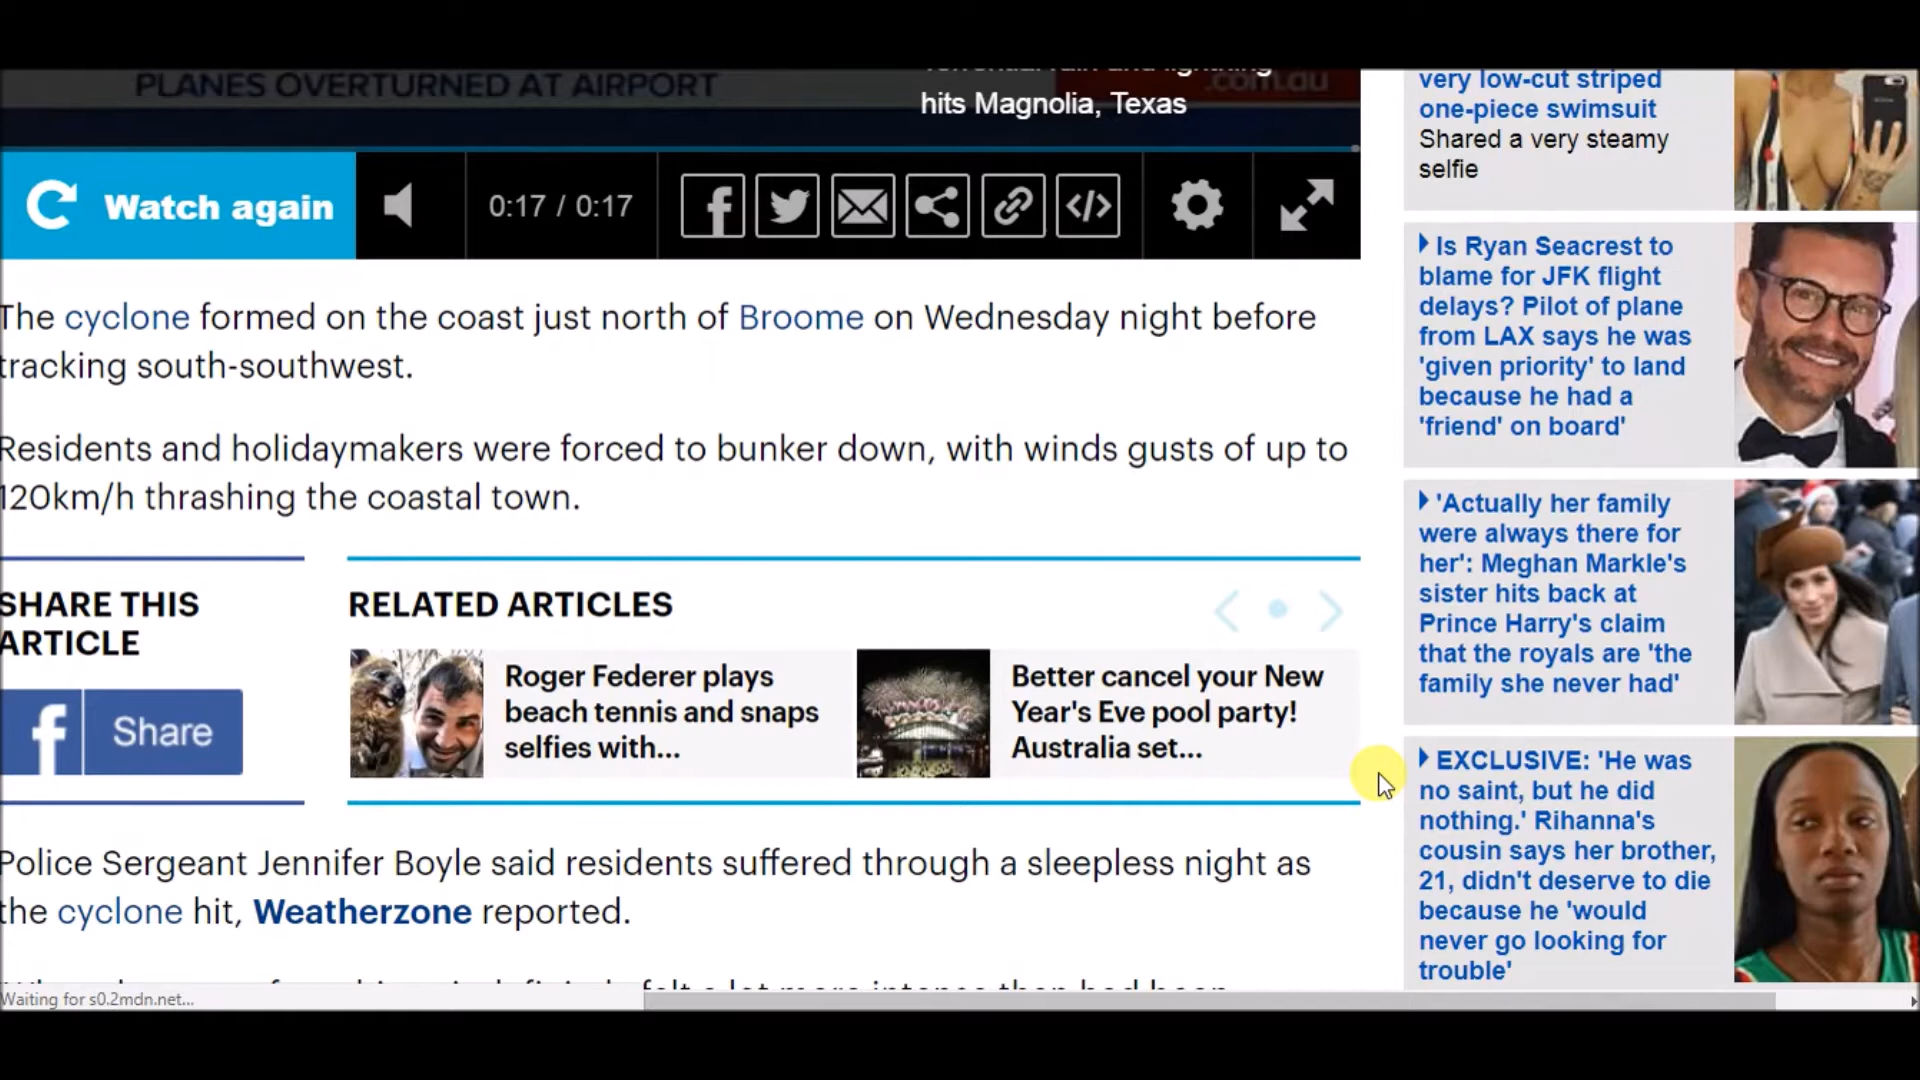 PLANES OVERTURNED AT AIRPORT
.com.au
hits Magnolia, Texas
Watch again
0:17 / 0:17
The cyclone formed on the coast just north of Broome on Wednesday night before
tracking south-southwest.
Residents and holidaymakers were forced to bunker down, with winds gusts of up to
120km/h thrashing the coastal town.
SHARE THIS
ARTICLE
Share
RELATED ARTICLES
Roger Federer plays
beach tennis and snaps
selfies with...
Better cancel your New
Year's Eve pool party!
Australia set...
Police Sergeant Jennifer Boyle said residents suffered through a sleepless night as
the cyclone hit, Weatherzone reported.
Waiting for s0.2mdn.net...
very low-cut striped
one-piece swimsuit
Shared a very steamy
selfie
Is Ryan Seacrest to
blame for JFK flight
delays? Pilot of plane
from LAX says he was
'given priority' to land
because he had a
'friend' on board'
'Actually her family
were always there for
her': Meghan Markle's
sister hits back at
Prince Harry's claim
that the royals are 'the
family she never had'
EXCLUSIVE: 'He was
no saint, but he did
nothing.' Rihanna's
cousin says her brother,
21, didn't deserve to die
because he 'would
never go looking for
trouble'